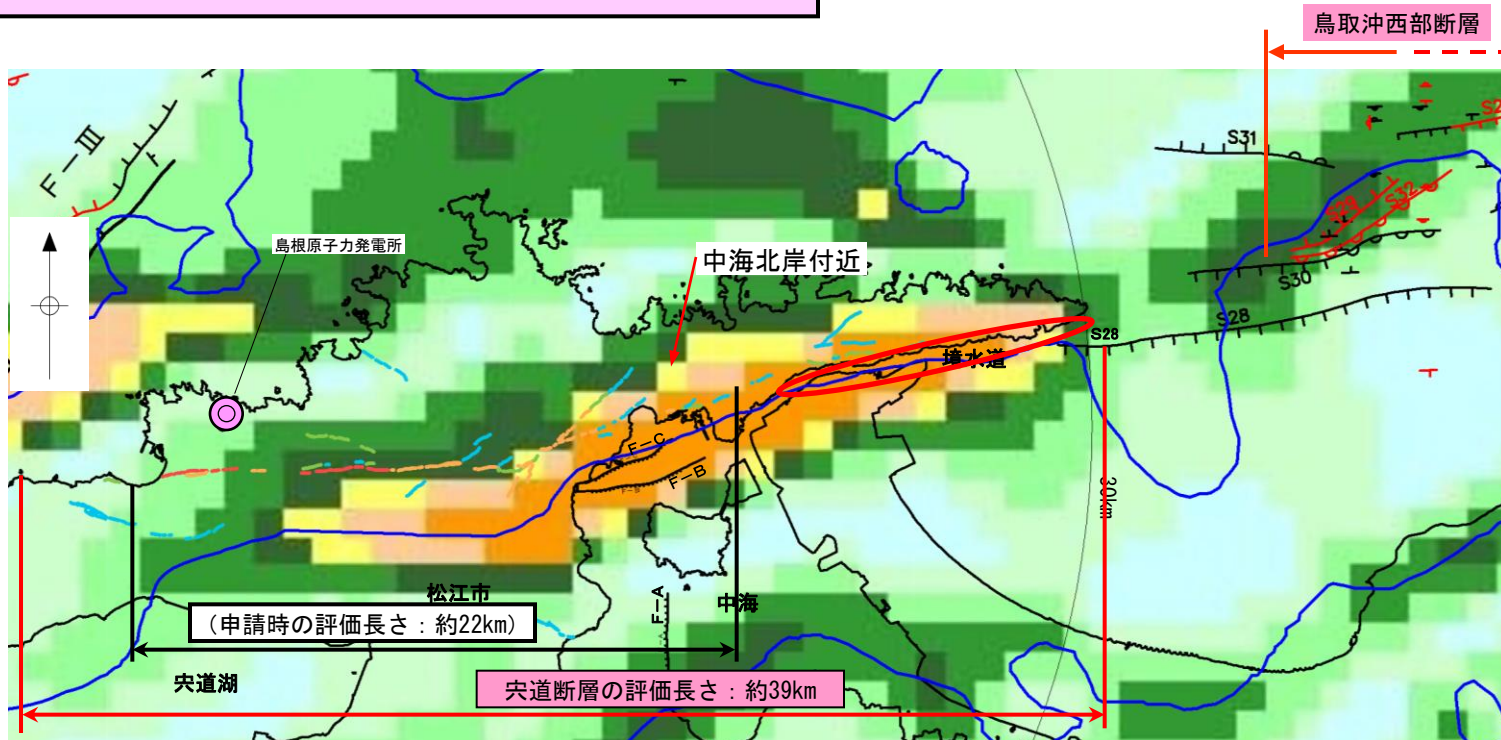 鳥取沖西部断層
S31
F－Ⅲ
S29
S32
島根原子力発電所
中海北岸付近
S30
S28
S28
境水道
F－C
F－B
30km
松江市
F－A
中海
（申請時の評価長さ：約22km）
宍道湖
宍道断層の評価長さ：約39km